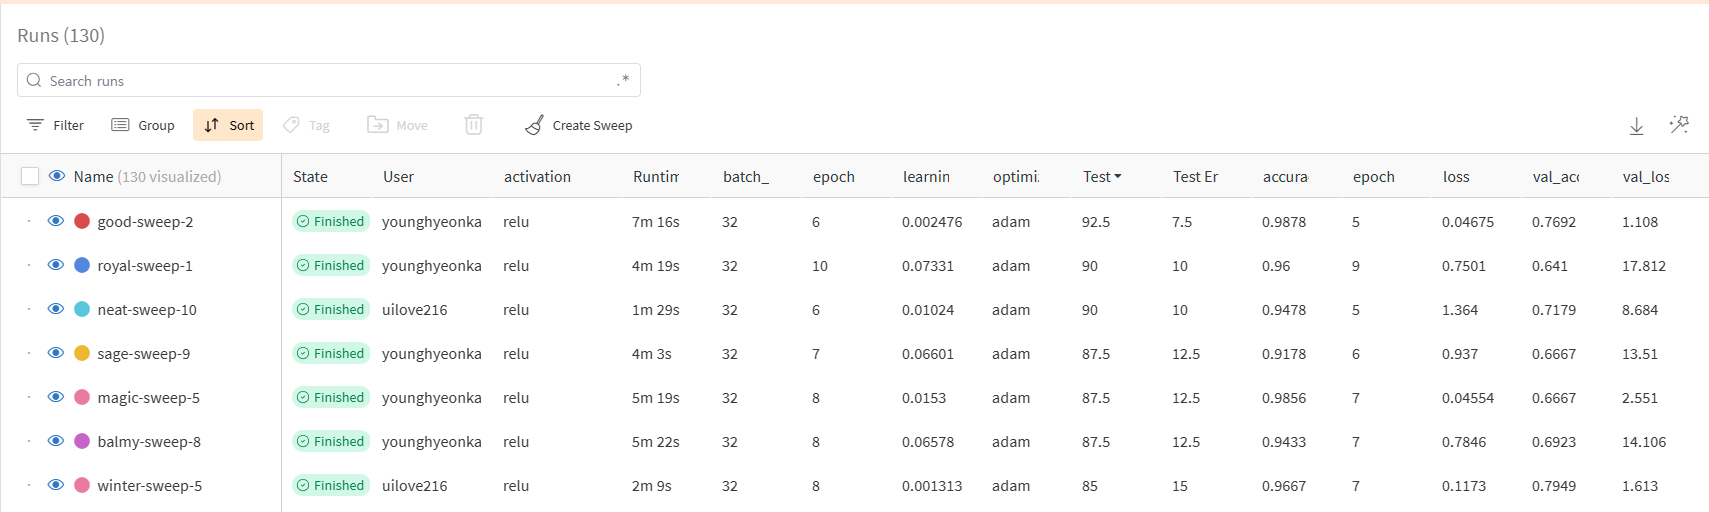 Runs (130)
Search runs .*
Filter Group Sort Tag Move Create Sweep
Name (130 visualized) State User activation Runtim batch_ epoch learnin optimi: Test Test Er accura epoch loss val_acc val_los
good-sweep-2 Finished younghyeonka relu 7m 16s 32 6 0.002476 adam 92.5 7.5 0.9878 5 0.04675 0.7692 1.108
royal-sweep-1 Finished younghyeonka relu 4m 19s 32 10 0.07331 adam 90 10 0.96 9 0.7501 0.641 17.812
neat-sweep-10 Finished uilove216 relu 1m 29s 32 6 0.01024 adam 90 10 0.9478 5 1.364 0.7179 8.684
sage-sweep-9 Finished younghyeonka relu 4m 3s 32 7 0.06601 adam 87.5 12.5 0.9178 6 0.937 0.6667 13.51
magic-sweep-5 Finished younghyeonka relu 5m 19s 32 8 0.0153 adam 87.5 12.5 0.9856 7 0.04554 0.6667 2.551
balmy-sweep-8 Finished younghyeonka relu 5m 22s 32 8 0.06578 adam 87.5 12.5 0.9433 7 0.7846 0.6923 14.106
winter-sweep-5 Finished uilove216 relu 2m 9s 32 8 0.001313 adam 85 15 0.9667 7 0.1173 0.7949 1.613